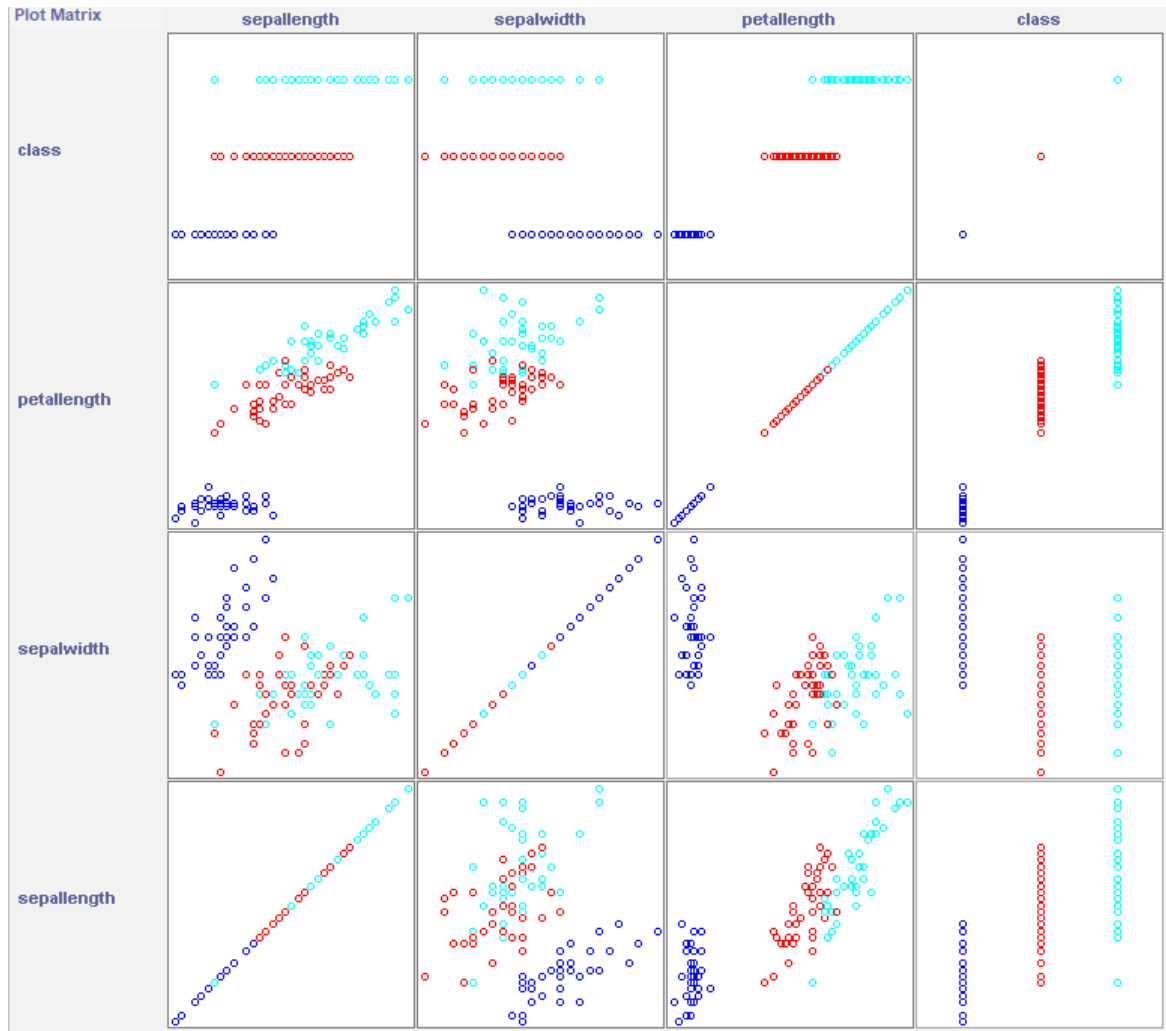 Plot Matrix
sepallength sepalwidth petallength class
class
petallength
sepalwidth
sepallength